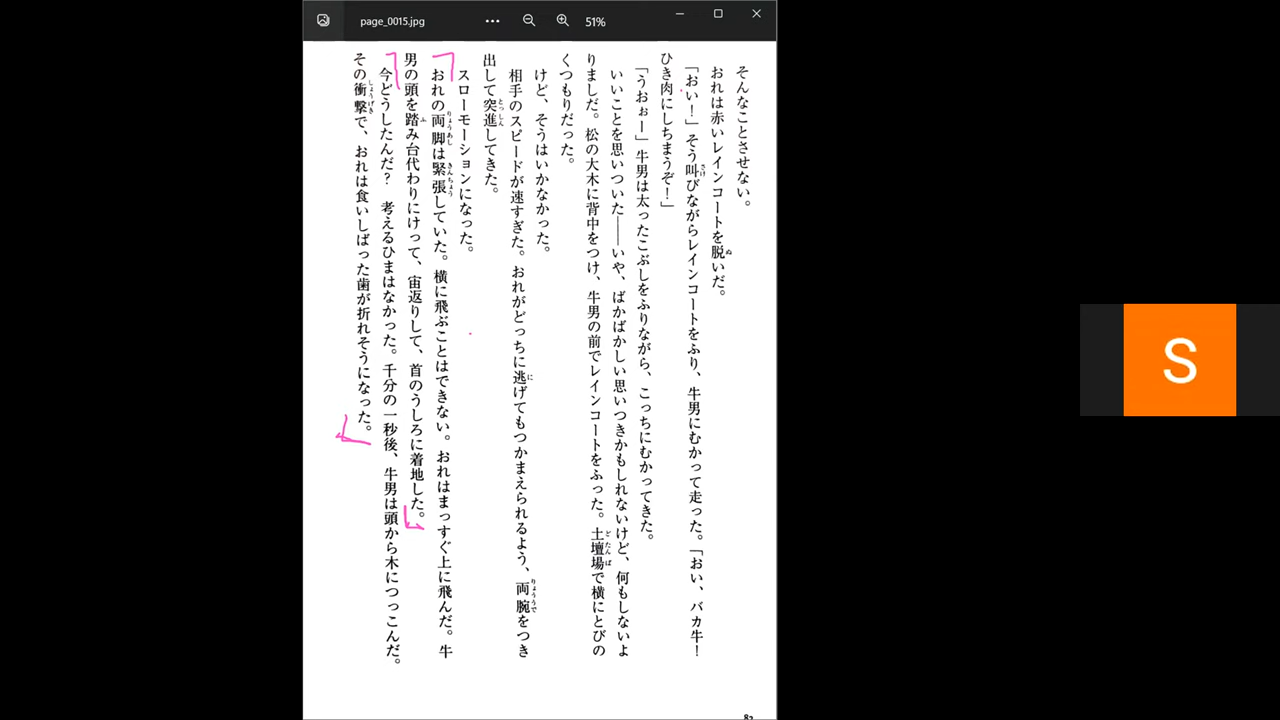 page_0015.jpg
51%
そんなことさせない。
おれは赤いレインコートを脱いだ。
「おい！」そう叫びながらレインコートをふり、牛男にむかって走った。「おい、バカ牛！
ひき肉にしちまうぞ！」
「うおぉー」牛男は太ったこぶしをふりながら、こっちにむかってきた。
いいことを思いついた――いや、ばかばかしい思いつきかもしれないけど、何もしないよ
りましだ。松の大木に背中をつけ、牛男の前でレインコートをふった。土壇場で横にとびの
くつもりだった。
けど、そうはいかなかった。
相手のスピードが速すぎた。おれがどっちに逃げてもつかまえられるよう、両腕をつき
出して突進してきた。
スローモーションになった。
おれの両脚は緊張していた。横に飛ぶことはできない。おれはまっすぐ上に飛んだ。牛
男の頭を踏み台代わりにけって、宙返りして、首のうしろに着地した。
今どうしたんだ？　考えるひまはなかった。千分の一秒後、牛男は頭から木につっこんだ。
その衝撃で、おれは食いしばった歯が折れそうになった。
S